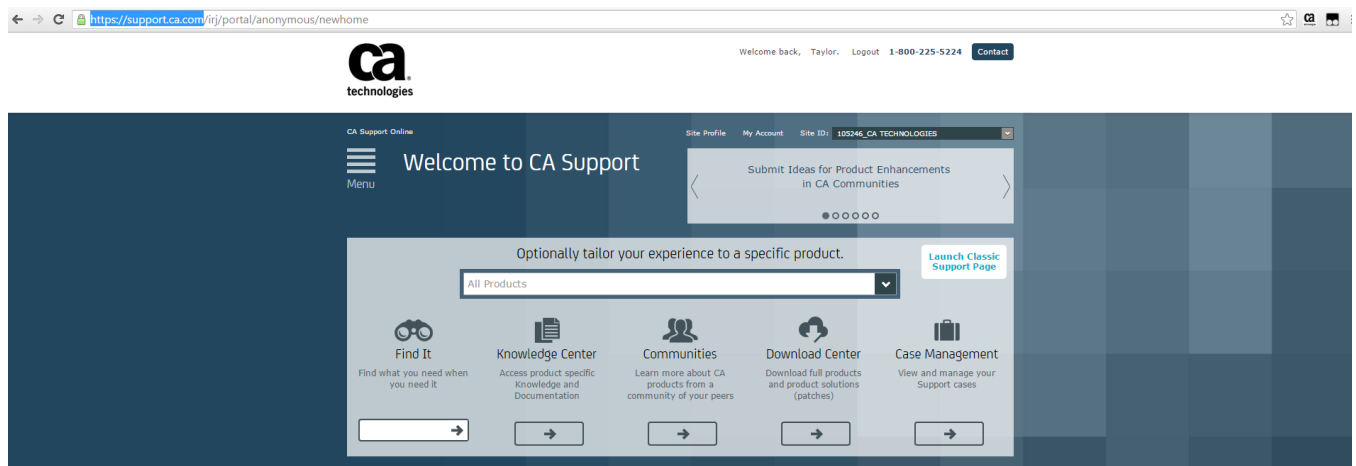 https://support.ca.com/irj/portal/anonymous/newhome
ca
ca
technologies
Welcome back, Taylor. Logout 1-800-225-5224 Contact
CA Support Online
Site Profile My Account Site ID: 105246_CA TECHNOLOGIES
Menu
Welcome to CA Support
Submit Ideas for Product Enhancements
in CA Communities
Optionally tailor your experience to a specific product.
Launch Classic
Support Page
All Products
Find It
Find what you need when
you need it
Knowledge Center
Access product specific
Knowledge and
Documentation
Communities
Learn more about CA
products from a
community of your peers
Download Center
Download full products
and product solutions
(patches)
Case Management
View and manage your
Support cases